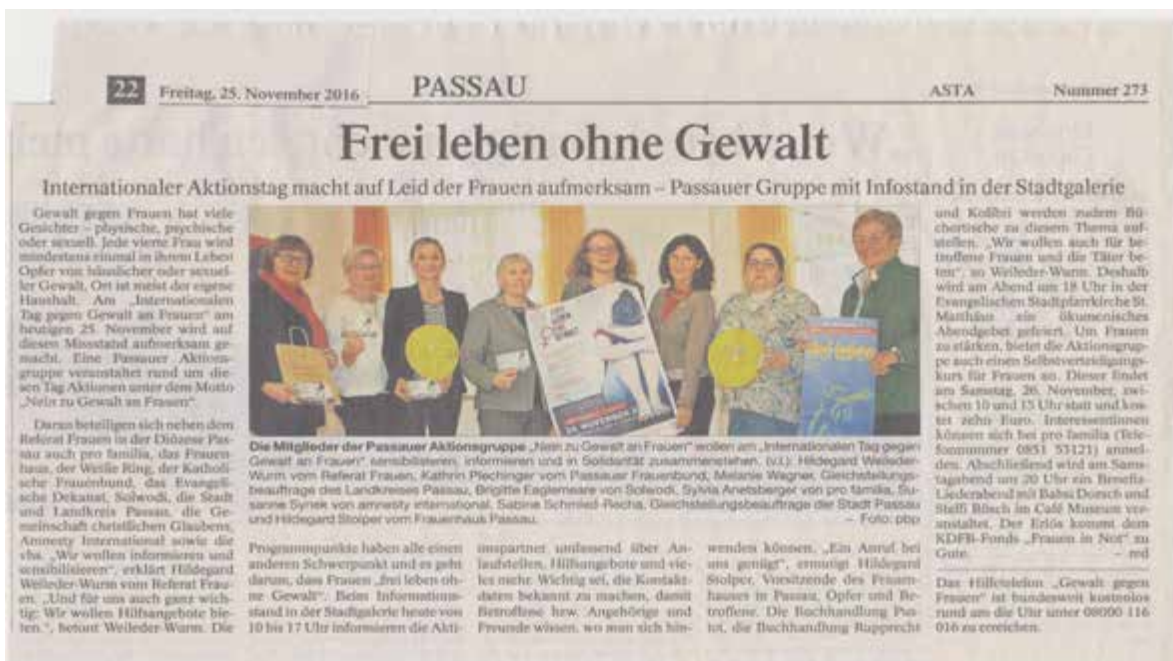 22 Freitag, 25. November 2016 PASSAU ASTA Nummer 273
Frei leben ohne Gewalt
Internationaler Aktionstag macht auf Leid der Frauen aufmerksam – Passauer Gruppe mit Infostand in der Stadtgalerie
Gewalt gegen Frauen hat viele
Gesichter – physische, psychische
oder sexuell. Jede vierte Frau wird
mindestens einmal in ihrem Leben
Opfer von häuslicher oder sexuel-
ler Gewalt. Ort ist meist der eigene
Haushalt. Am „Internationalen
Tag gegen Gewalt an Frauen“ am
heutigen 25. November wird auf
diesen Missstand aufmerksam ge-
macht. Eine Passauer Aktions-
gruppe veranstaltet rund um die-
sen Tag Aktionen unter dem Motto
„Nein zu Gewalt an Frauen“.
Daran beteiligen sich neben dem
Referat Frauen in der Diözese Pas-
sau auch pro familia, das Frauen-
haus, der Weiße Ring, der Katholi-
sche Frauenbund, das Evangeli-
sche Dekanat, Solwodi, die Stadt
und Landkreis Passau, die Ge-
meinschaft christlichen Glaubens,
Amnesty International sowie die
vhs. „Wir wollen informieren und
sensibilisieren“, erklärt Hildegard
Weileder-Wurm vom Referat Frau-
en. „Und für uns auch ganz wich-
tig: Wir wollen Hilfsangebote bie-
ten.“, betont Weileder-Wurm. Die
Die Mitglieder der Passauer Aktionsgruppe „Nein zu Gewalt an Frauen“ wollen am „Internationalen Tag gegen
Gewalt an Frauen“ sensibilisieren, informieren und in Solidarität zusammenstehen, (v.l.): Hildegard Weileder-
Wurm vom Referat Frauen, Kathrin Plechinger vom Passauer Frauenbund, Melanie Wagner, Gleichstellungs-
beauftrage des Landkreises Passau, Brigitte Eaglemeare von Solwodi, Sylvia Anetsberger von pro familia, Su-
sanne Synek von amnesty international, Sabine Schmied-Recha, Gleichstellungsbeauftrage der Stadt Passau
und Hildegard Stolper vom Frauenhaus Passau. – Foto: pbp
Programmpunkte haben alle einen
anderen Schwerpunkt und es geht
darum, dass Frauen „frei leben oh-
ne Gewalt“. Beim Informations-
stand in der Stadtgalerie heute von
10 bis 17 Uhr informieren die Akti-
onspartner umfassend über An-
laufstellen, Hilfsangebote und vie-
les mehr. Wichtig sei, die Kontakt-
daten bekannt zu machen, damit
Betroffene bzw. Angehörige und
Freunde wissen, wo man sich hin-
wenden können. „Ein Anruf bei
uns genügt“, ermutigt Hildegard
Stolper, Vorsitzende des Frauen-
hauses in Passau, Opfer und Be-
troffene. Die Buchhandlung Pus-
tet, die Buchhandlung Rupprecht
und Kolibri werden zudem Bü-
chertische zu diesem Thema auf-
stellen. „Wir wollen auch für be-
troffene Frauen und die Täter be-
ten“, so Weileder-Wurm. Deshalb
wird am Abend um 18 Uhr in der
Evangelischen Stadtpfarrkirche St.
Matthäus ein ökumenisches
Abendgebet gefeiert. Um Frauen
zu stärken, bietet die Aktionsgrup-
pe auch einen Selbstverteidigungs-
kurs für Frauen an. Dieser findet
am Samstag, 26. November, zwi-
schen 10 und 15 Uhr statt und kos-
tet zehn Euro. Interessentinnen
können sich bei pro familia (Tele-
fonnummer 0851 53121) anmel-
den. Abschließend wird am Sams-
tagabend um 20 Uhr ein Benefiz-
Liederabend mit Babsi Dorsch und
Steffi Rösch im Café Museum ver-
anstaltet. Der Erlös kommt dem
KDFB-Fonds „Frauen in Not“ zu
Gute. – red
Das Hilfetelefon „Gewalt gegen
Frauen“ ist bundesweit kostenlos
rund um die Uhr unter 08000 116
016 zu erreichen.